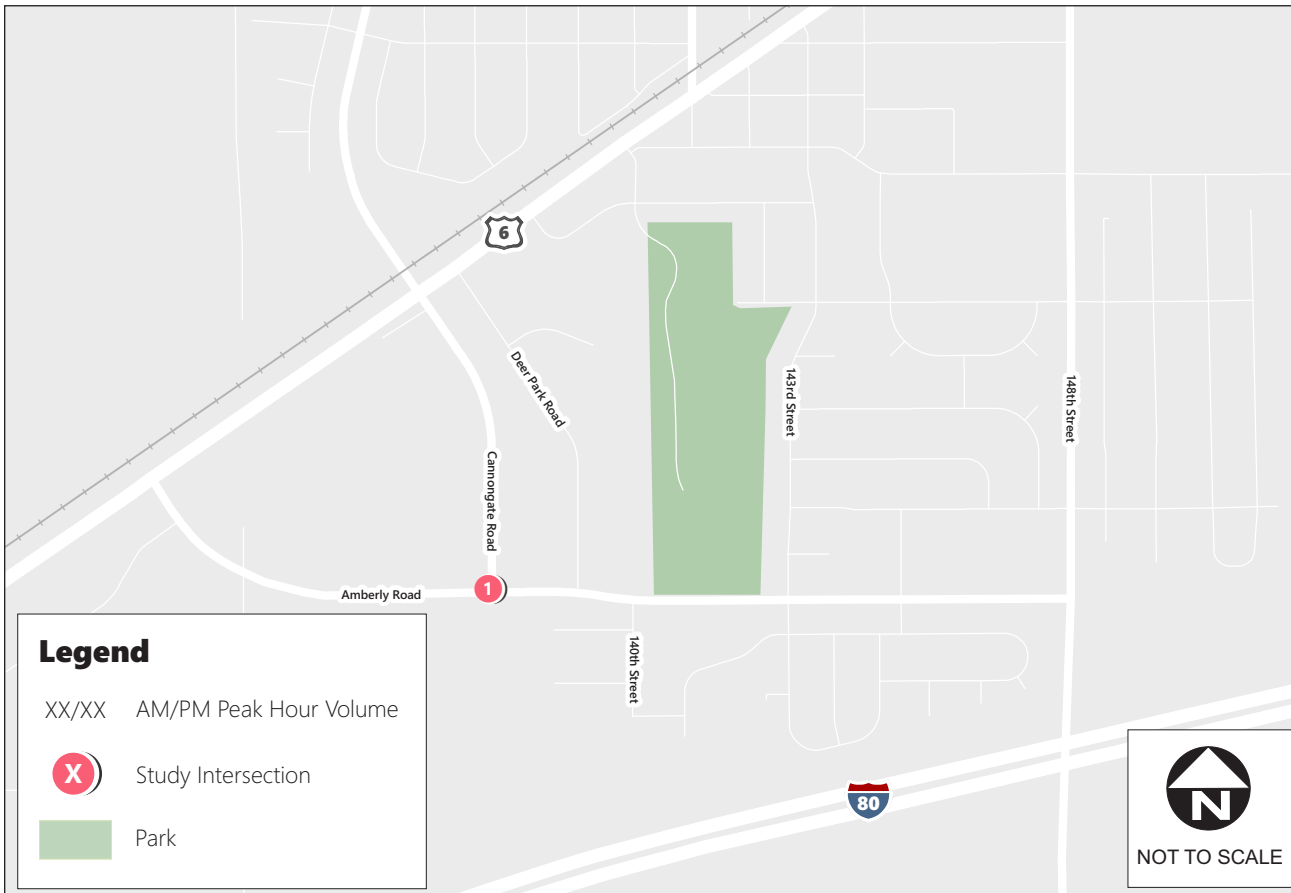 6
Deer Park Road
143rd Street
148th Street
Cannongate Road
1
Amberly Road
140th Street
Legend
XX/XX AM/PM Peak Hour Volume
X Study Intersection
Park
80
N
NOT TO SCALE